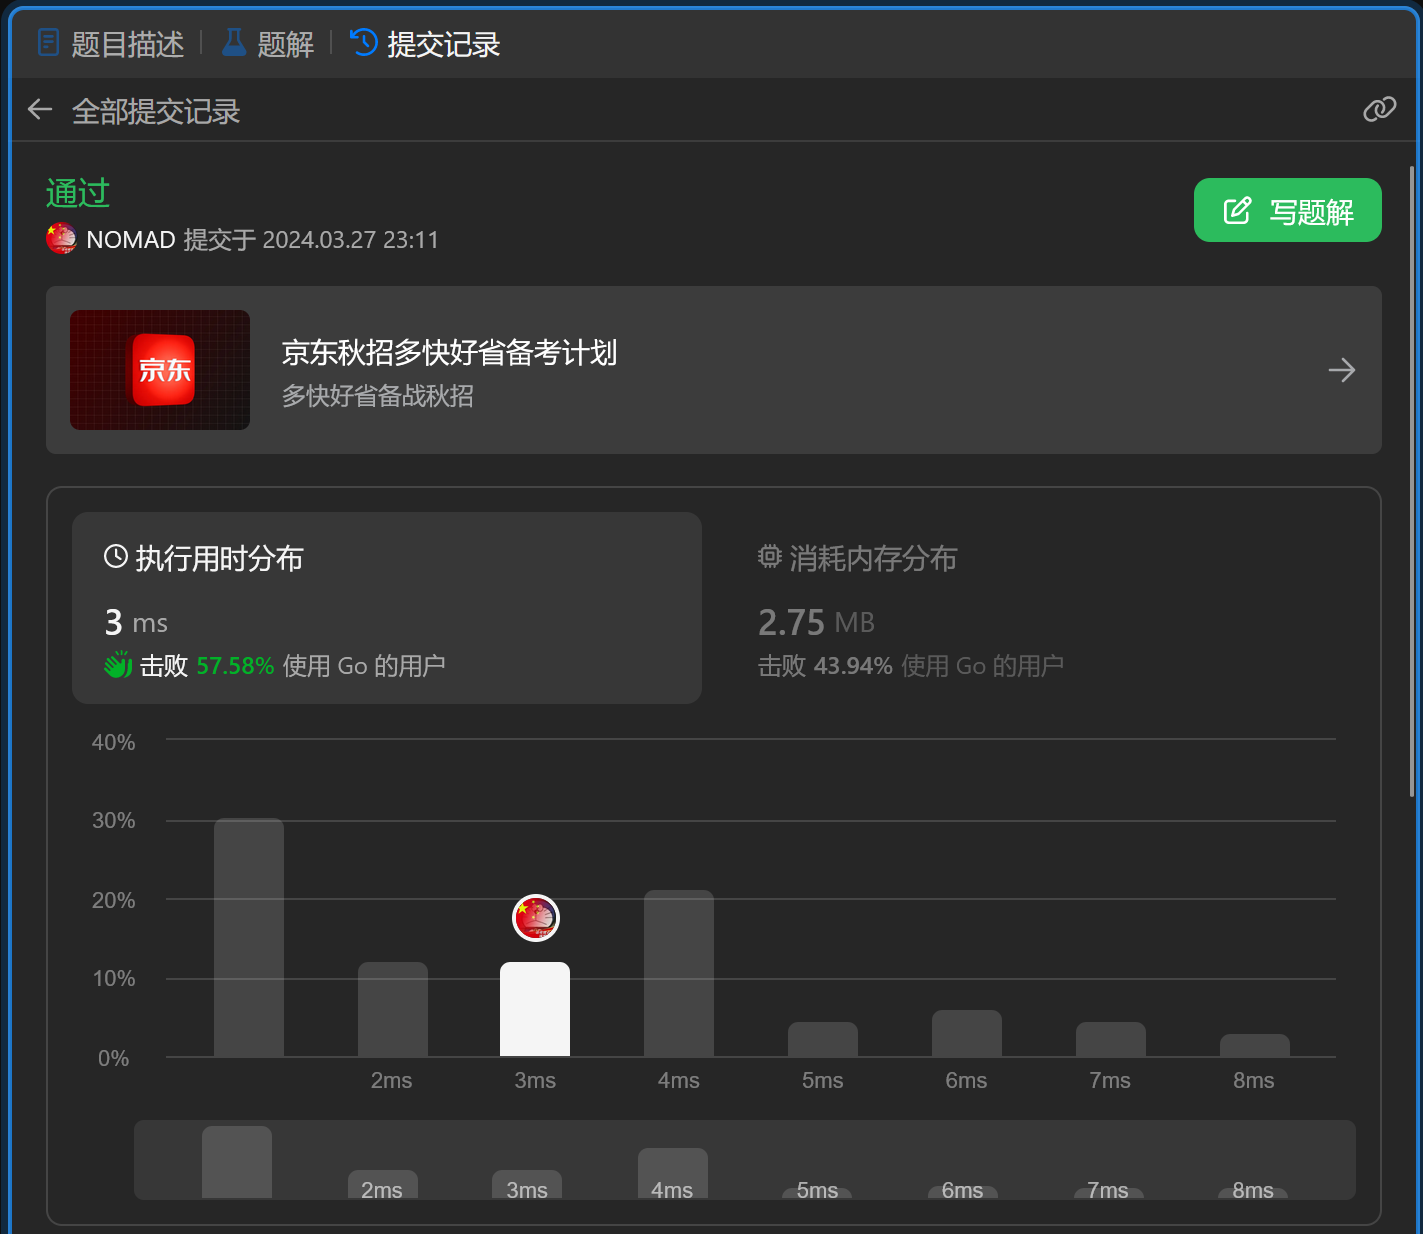 题目描述 题解 提交记录
全部提交记录
通过
NOMAD 提交于 2024.03.27 23:11
写题解
京东
京东秋招多快好省备考计划
多快好省备战秋招
执行用时分布
3 ms
击败 57.58% 使用 Go 的用户
消耗内存分布
2.75 MB
击败 43.94% 使用 Go 的用户
40%
30%
20%
10%
0%
2ms 3ms 4ms 5ms 6ms 7ms 8ms
2ms 3ms 4ms 5ms 6ms 7ms 8ms